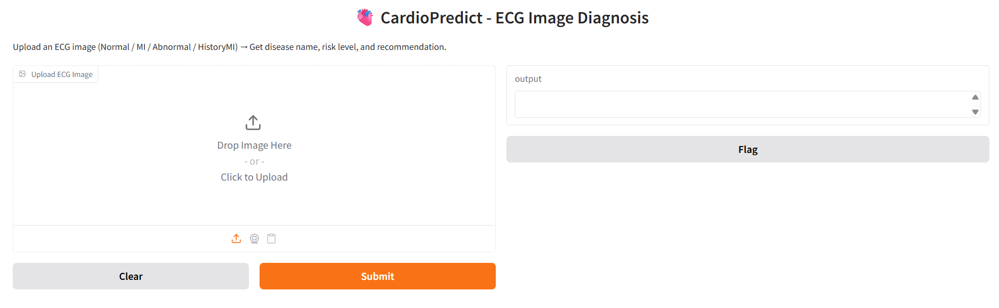 CardioPredict - ECG Image Diagnosis
Upload an ECG image (Normal / MI / Abnormal / HistoryMI) → Get disease name, risk level, and recommendation.
Upload ECG Image
Drop Image Here
- or -
Click to Upload
Clear
Submit
output
Flag